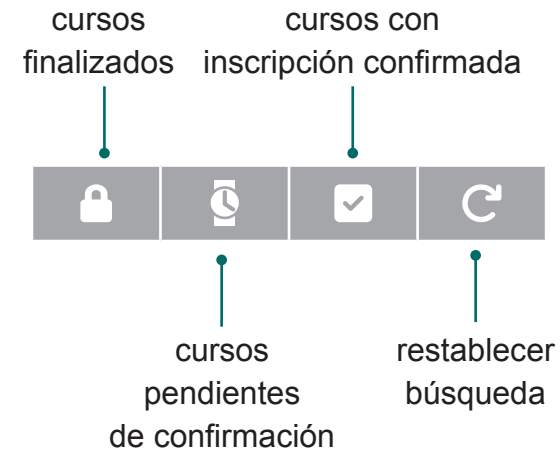 cursos
finalizados
cursos con
inscripción confirmada
cursos
pendientes
de confirmación
restablecer
búsqueda